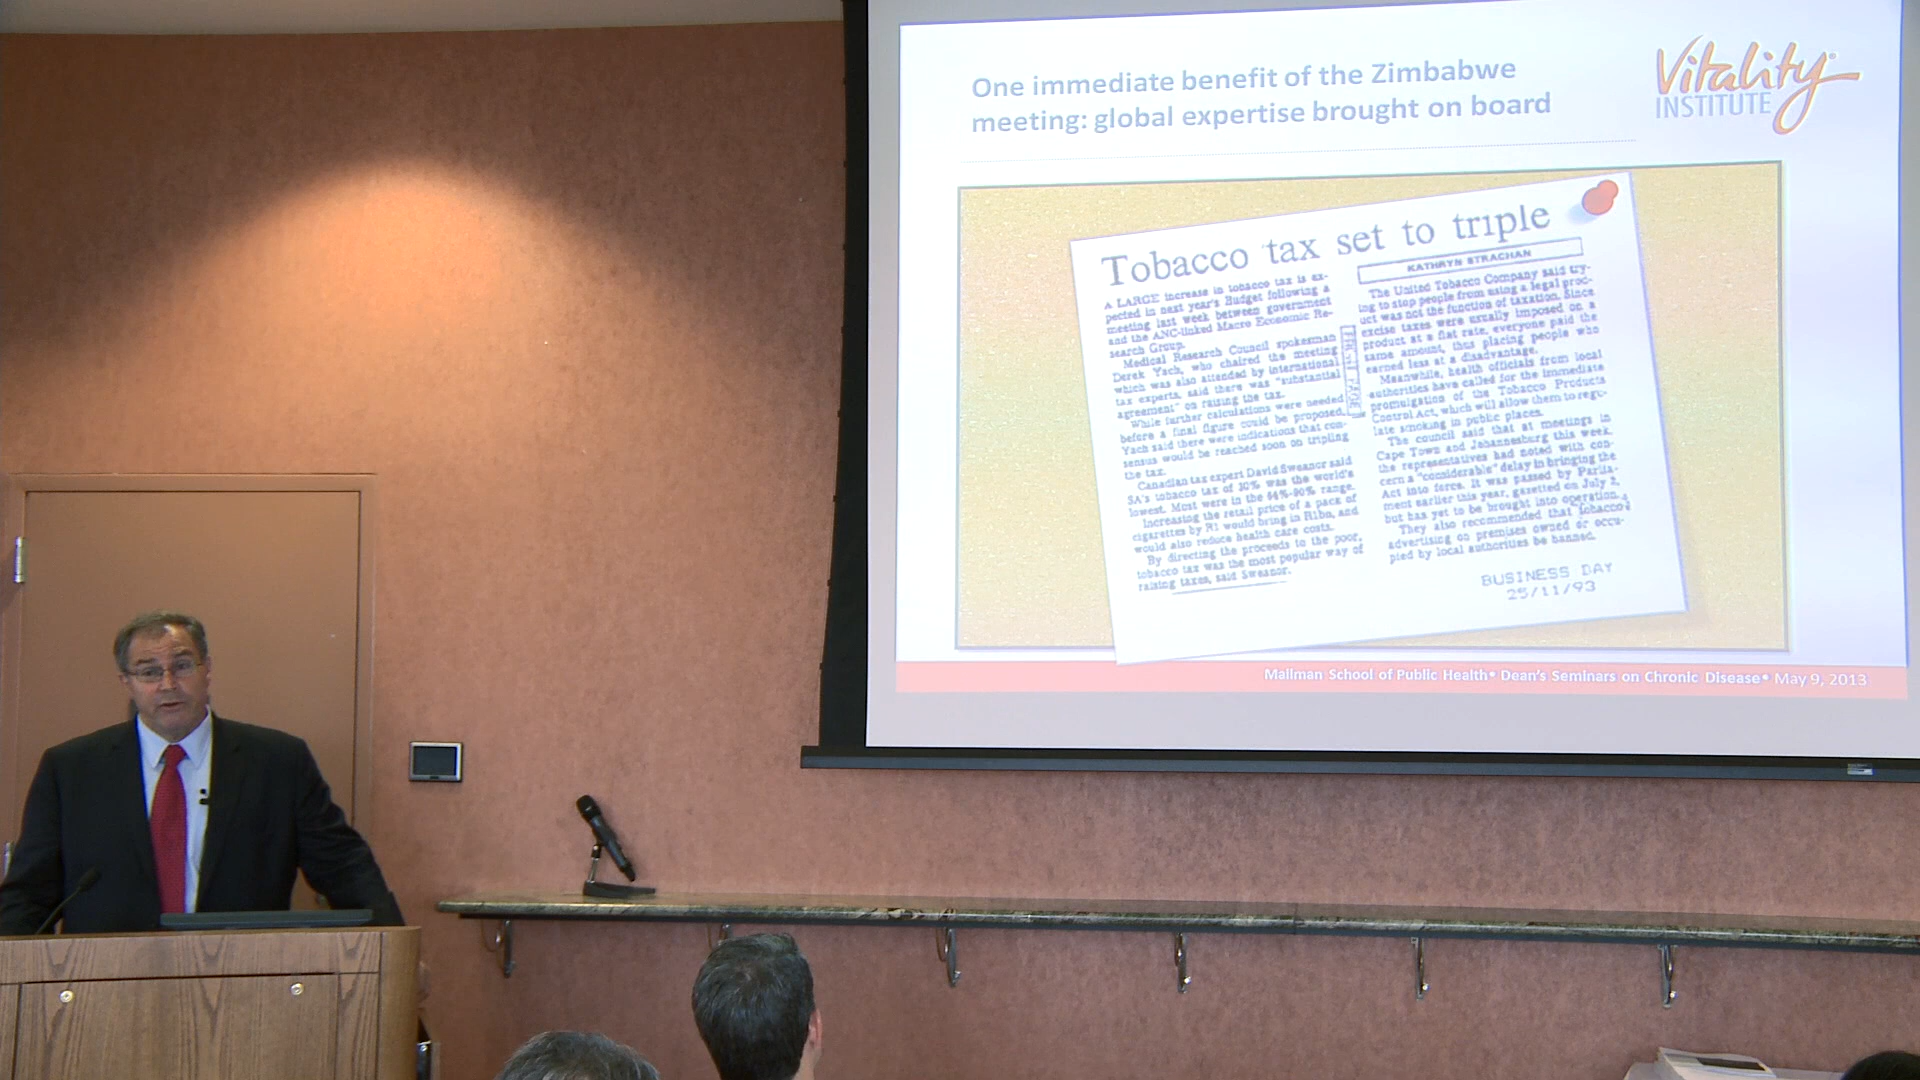 One immediate benefit of the Zimbabwe
meeting: global expertise brought on board
Vitality
INSTITUTE
Tobacco tax set to triple
A LARGE increase in tobacco tax is ex-
pected in next year's Budget following a
meeting last week between government
and the ANC-linked Macro Economic Re-
search Group.
Medical Research Council spokesman
Derek Yach, who chaired the meeting
which was also attended by international
tax experts, said there was "substantial
agreement" on raising the tax.
While further calculations were needed
before a final figure could be proposed,
Yach said there were indications that con-
sensus would be reached soon on tripling
the tax.
Canadian tax expert David Sweanor said
SA's tobacco tax of 30% was the world's
lowest. Most were in the 64%-90% range.
Increasing the retail price of a pack of
cigarettes by R1 would bring in R1bn, and
would also reduce health care costs.
By directing the proceeds to the poor,
tobacco tax was the most popular way of
raising taxes, said Sweanor.
KATHRYN STRACHAN
The United Tobacco Company said try-
ing to stop people from using a legal prod-
uct was not the function of taxation. Since
excise taxes were usually imposed on a
product at a flat rate, everyone paid the
same amount, thus placing people who
earned less at a disadvantage.
Meanwhile, health officials from local
authorities have called for the immediate
promulgation of the Tobacco Products
Control Act, which will allow them to regu-
late smoking in public places.
The council said that at meetings in
Cape Town and Johannesburg this week,
the representatives had noted with con-
cern a "considerable" delay in bringing the
Act into force. It was passed by Parlia-
ment earlier this year, gazetted on July 2,
but has yet to be brought into operation.
They also recommended that tobacco
advertising on premises owned or occu-
pied by local authorities be banned.
BUSINESS DAY
25/11/93
Mailman School of Public Health• Dean's Seminars on Chronic Disease• May 9, 2013